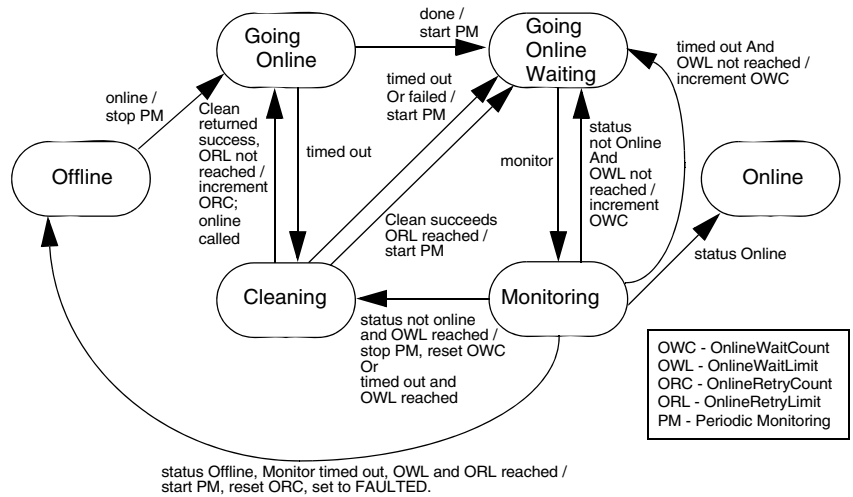 Going
Online
done /
start PM
Going
Online
Waiting
timed out And
OWL not reached /
increment OWC
online /
stop PM
Clean
returned
success,
ORL not
reached /
increment
ORC;
online
called
timed out
timed out
Or failed /
start PM
monitor
status
not Online
And
OWL not
reached /
increment
OWC
Offline
Online
Clean succeeds
ORL reached /
start PM
status Online
Cleaning
Monitoring
status not online
and OWL reached /
stop PM, reset OWC
Or
timed out and
OWL reached
OWC - OnlineWaitCount
OWL - OnlineWaitLimit
ORC - OnlineRetryCount
ORL - OnlineRetryLimit
PM - Periodic Monitoring
status Offline, Monitor timed out, OWL and ORL reached /
start PM, reset ORC, set to FAULTED.